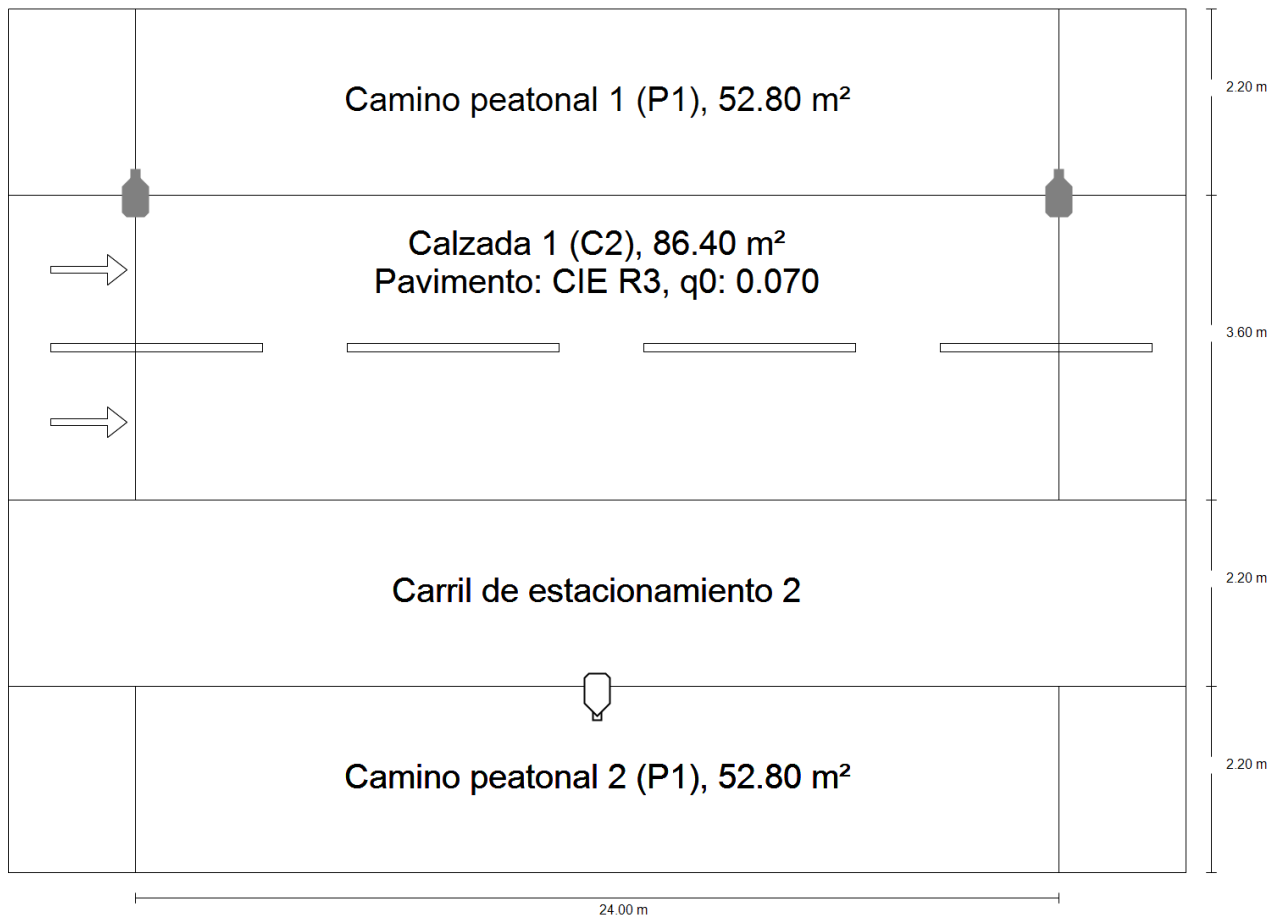 Camino peatonal 1 (P1), 52.80 m²
2.20 m
Calzada 1 (C2), 86.40 m²
Pavimento: CIE R3, q0: 0.070
3.60 m
Carril de estacionamiento 2
2.20 m
Camino peatonal 2 (P1), 52.80 m²
2.20 m
24.00 m